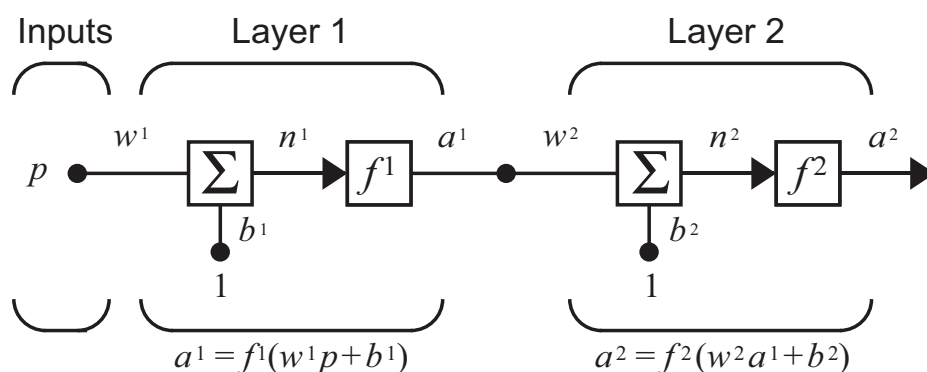 Inputs Layer 1 Layer 2
p w¹ Σ n¹ f¹ a¹ w² Σ n² f² a²
b¹ b²
1 1
a¹ = f¹(w¹p + b¹) a² = f²(w²a¹ + b²)